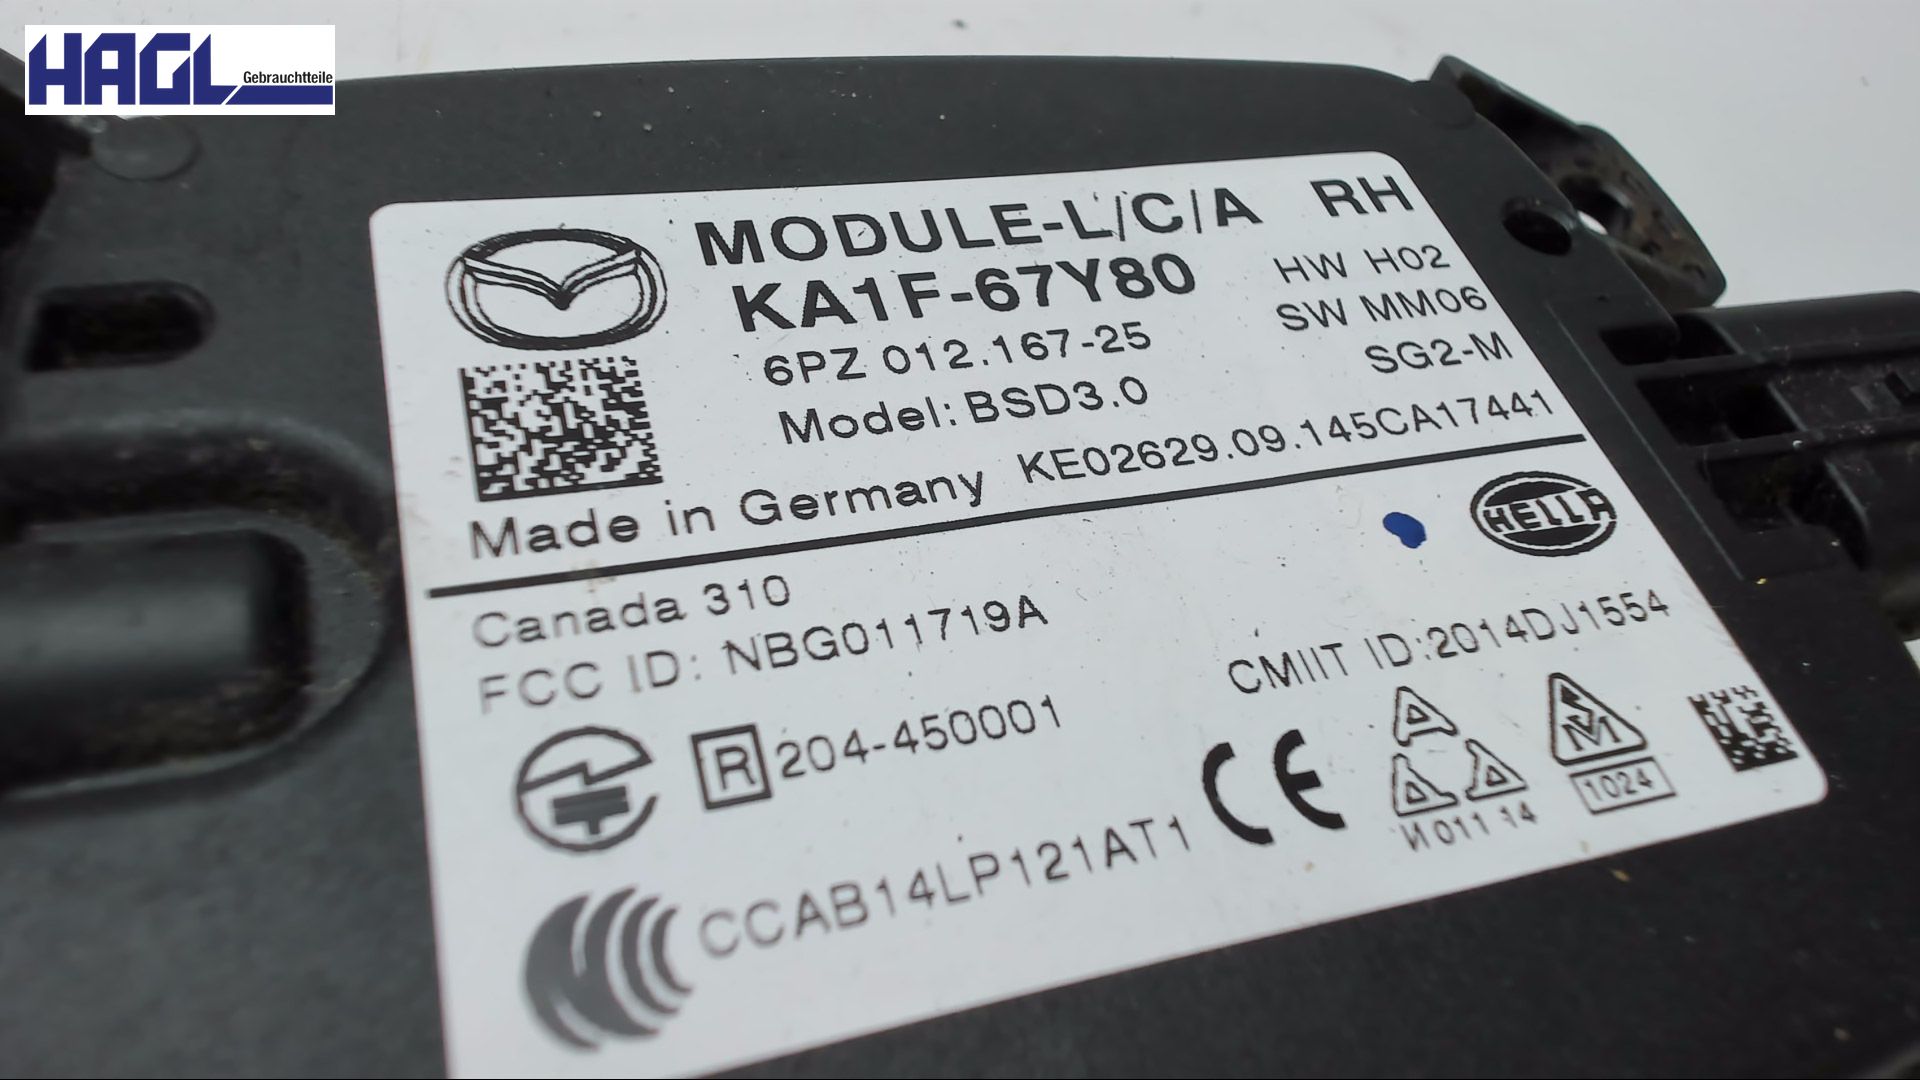 HAGL
Gebrauchtteile
MODULE-L/C/A RH
KA1F-67Y80
HW H02
6PZ 012.167-25
SW MM06
Model: BSD3.0
SG2-M
Made in Germany KE02629.09.145CA17441
HELLA
Canada 310
FCC ID: NBG011719A
CMIIT ID:2014DJ1554
R 204-450001
CE
И011 14
1024
CCAB14LP121AT1